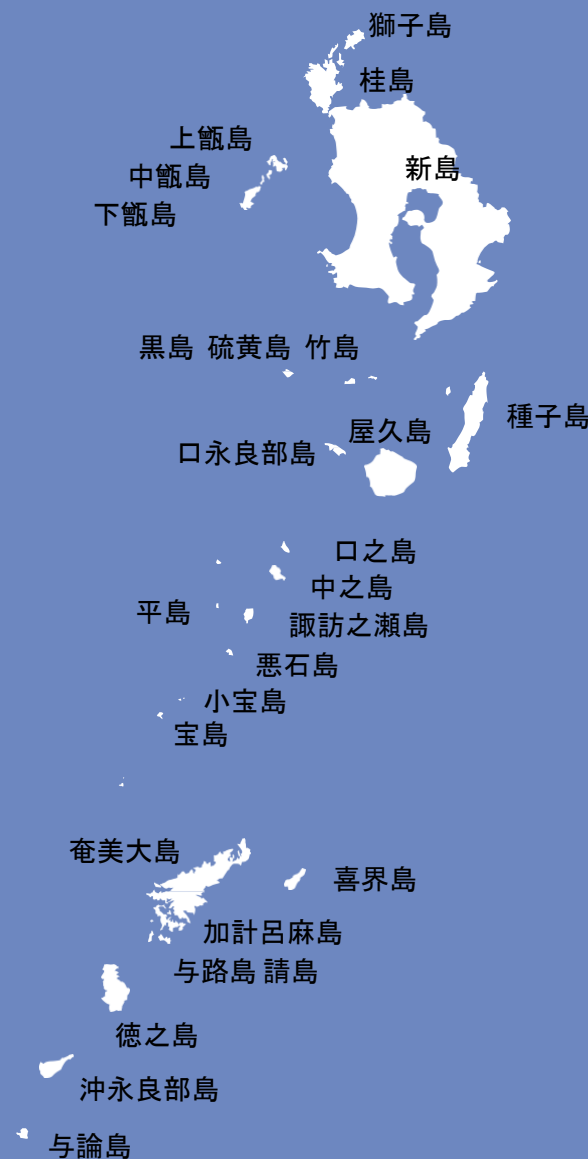 獅子島
桂島
上甑島
新島
中甑島
下甑島
黒島 硫黄島 竹島
種子島
屋久島
口永良部島
口之島
中之島
平島
諏訪之瀬島
悪石島
小宝島
宝島
奄美大島
喜界島
加計呂麻島
与路島 請島
徳之島
沖永良部島
与論島